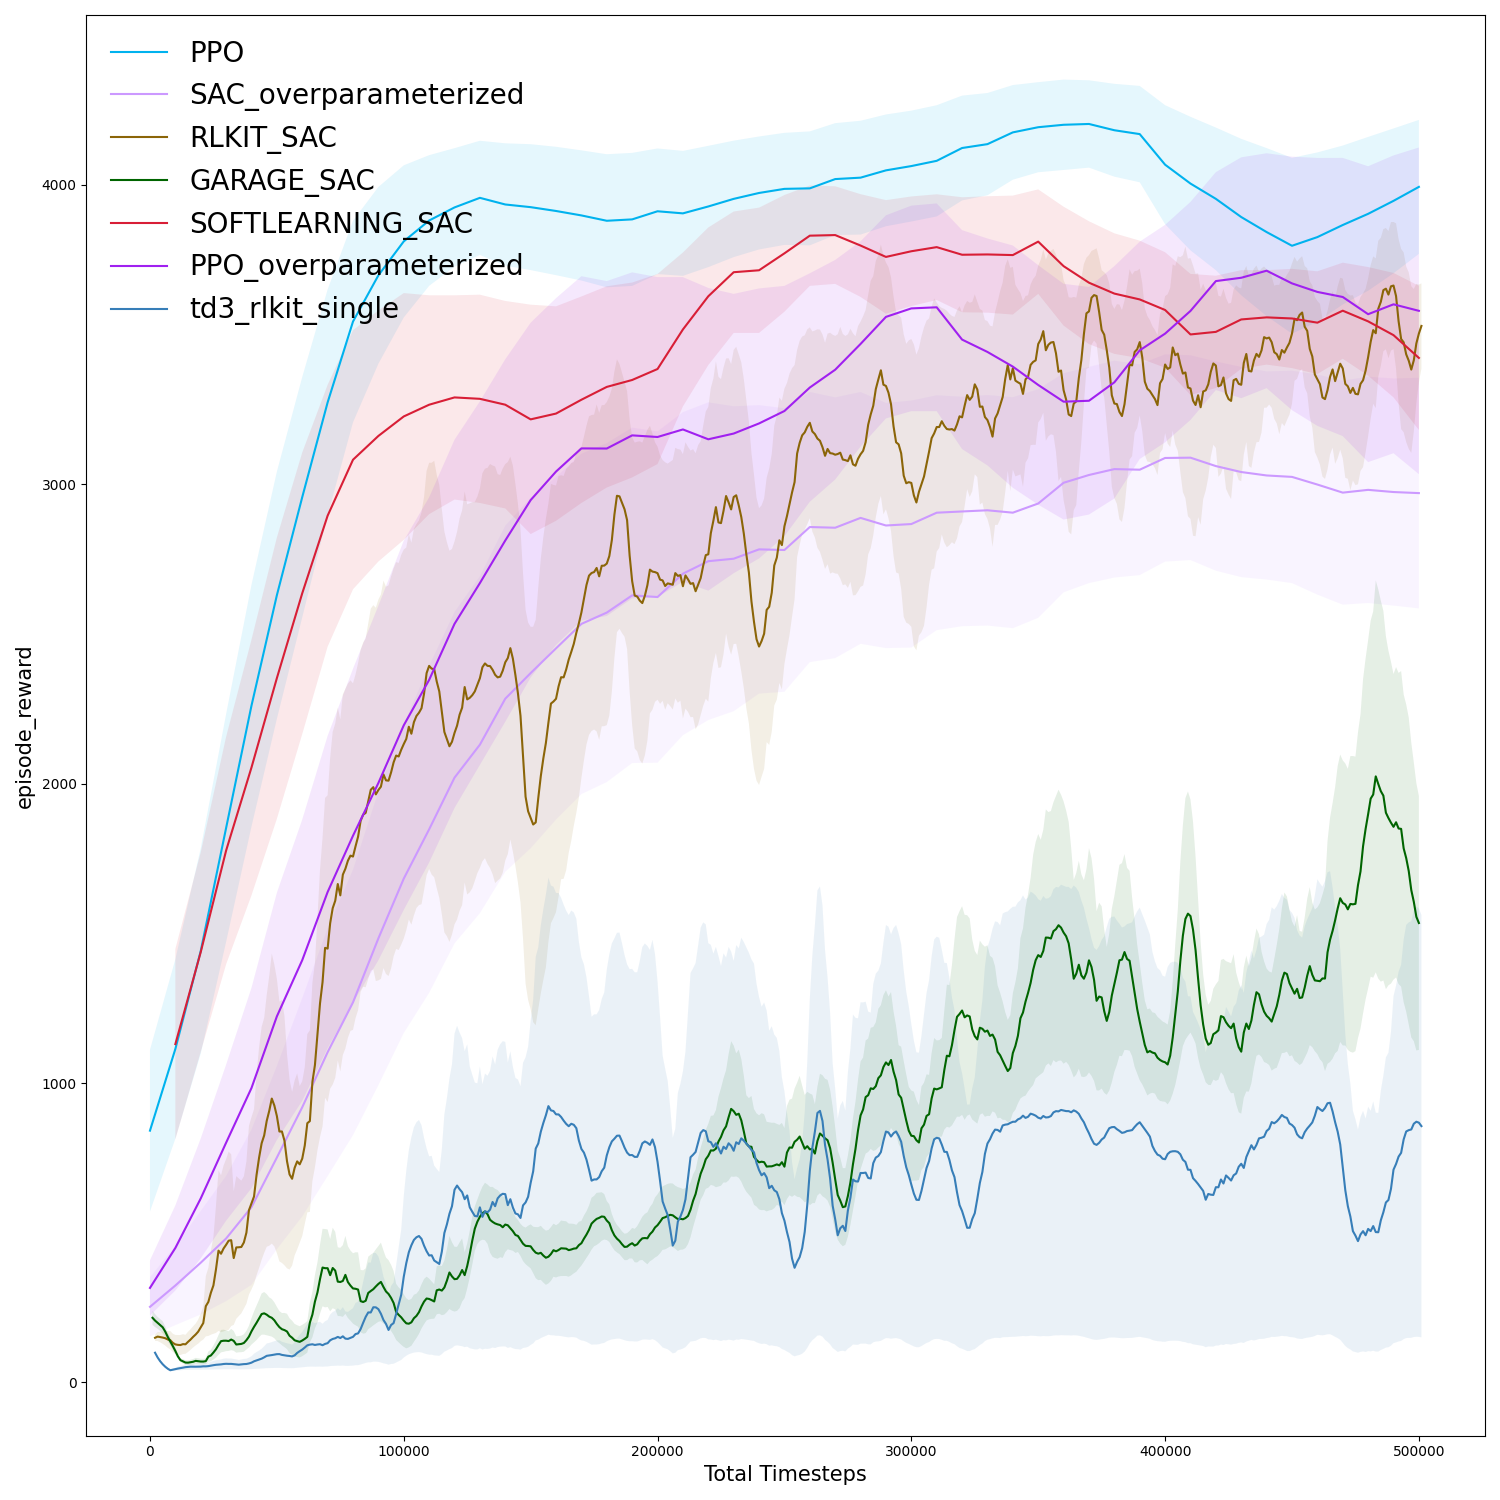 PPO
SAC_overparameterized
RLKIT_SAC
GARAGE_SAC
SOFTLEARNING_SAC
PPO_overparameterized
td3_rlkit_single
4000
3000
2000
1000
0
episode_reward
0 100000 200000 300000 400000 500000
Total Timesteps